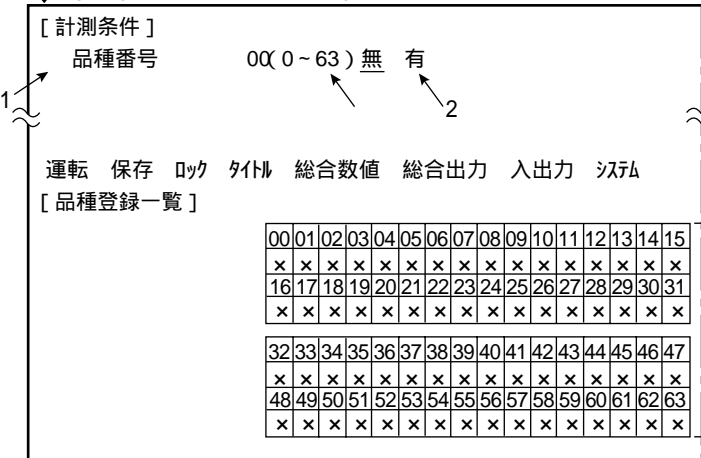 [ 計測条件 ]
品種番号 00( 0 ~ 63 ) 無 有
1
2
運転 保存 ﾛｯｸ ﾀｲﾄﾙ 総合数値 総合出力 入出力 ｼｽﾃﾑ
[ 品種登録一覧 ]
00 01 02 03 04 05 06 07 08 09 10 11 12 13 14 15
× × × × × × × × × × × × × × × ×
16 17 18 19 20 21 22 23 24 25 26 27 28 29 30 31
× × × × × × × × × × × × × × × ×
32 33 34 35 36 37 38 39 40 41 42 43 44 45 46 47
× × × × × × × × × × × × × × × ×
48 49 50 51 52 53 54 55 56 57 58 59 60 61 62 63
× × × × × × × × × × × × × × × ×